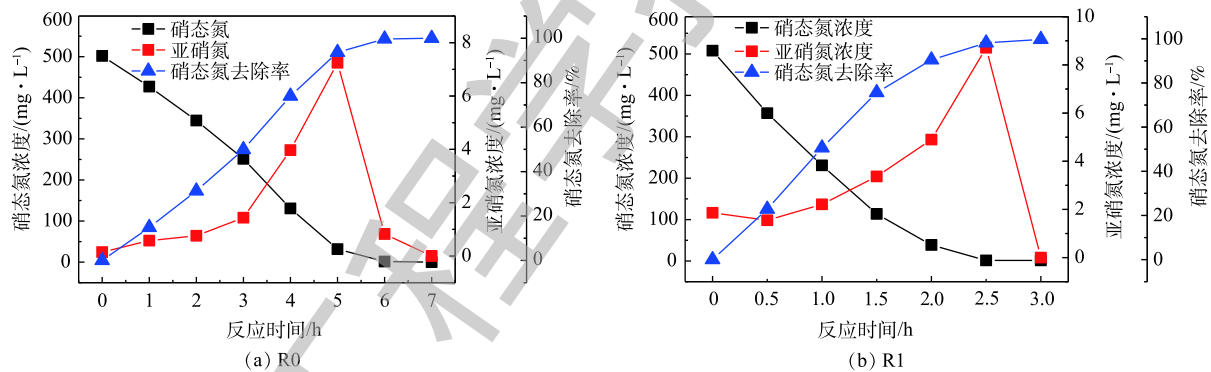 硝态氮
亚硝氮
硝态氮去除率
600
500
400
300
200
100
0
硝态氮浓度/(mg·L⁻¹)
8
6
4
2
0
亚硝氮浓度/(mg·L⁻¹)
100
80
60
40
20
0
硝态氮去除率/%
0 1 2 3 4 5 6 7
反应时间/h
(a) R0
硝态氮浓度
亚硝氮浓度
硝态氮去除率
600
500
400
300
200
100
0
硝态氮浓度/(mg·L⁻¹)
10
8
6
4
2
0
亚硝氮浓度/(mg·L⁻¹)
100
80
60
40
20
0
硝态氮去除率/%
0 0.5 1.0 1.5 2.0 2.5 3.0
反应时间/h
(b) R1
工程学